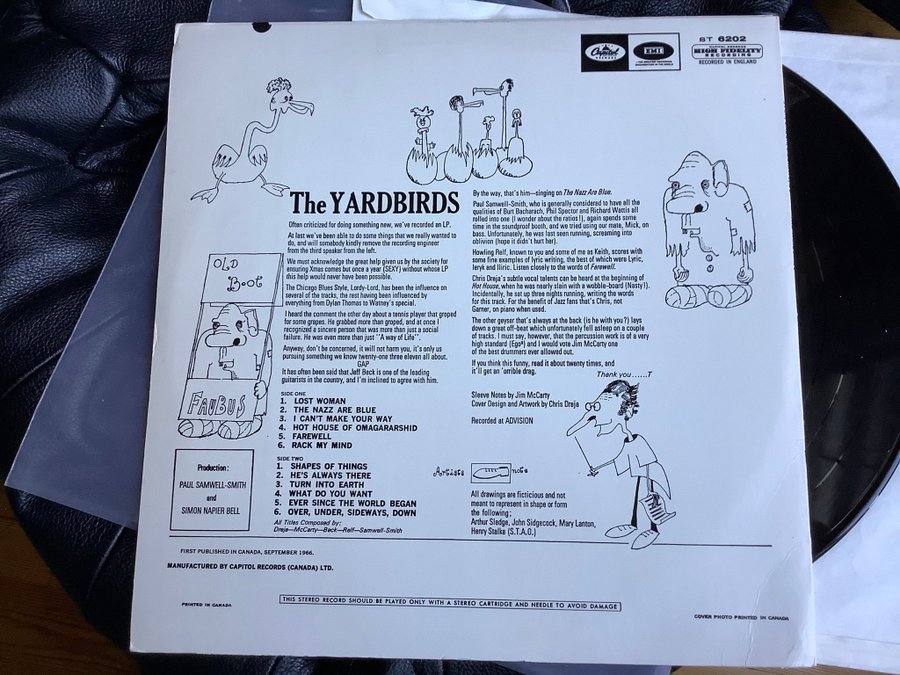 Capitol
RECORDS
EMI
THE GREATEST RECORDING
ORGANISATION IN THE WORLD
ST 6202
CAPITOL RECORDS
HIGH FIDELITY
RECORDING
RECORDED IN ENGLAND
The YARDBIRDS
Often criticized for doing something new, we've recorded an LP.
At last we've been able to do some things that we really wanted to
do, and will somebody kindly remove the recording engineer
from the third speaker from the left.
We must acknowledge the great help given us by the society for
ensuring Xmas comes but once a year (SEXY) without whose LP
this help would never have been possible.
The Chicago Blues Style, Lordy-Lord, has been the influence on
several of the tracks, the rest having been influenced by
everything from Dylan Thomas to Watney's special.
I heard the comment the other day about a tennis player that groped
for some grapes. He grabbed more than groped, and at once I
recognized a sincere person that was more than just a social
failure. He was even more than just "A way of Life".
Anyway, don't be concerned, it will not harm you, it's only us
pursuing something we know twenty-one three eleven all about.
GAP
It has often been said that Jeff Beck is one of the leading
guitarists in the country, and I'm inclined to agree with him.
SIDE ONE
1. LOST WOMAN
2. THE NAZZ ARE BLUE
3. I CAN'T MAKE YOUR WAY
4. HOT HOUSE OF OMAGARARSHID
5. FAREWELL
6. RACK MY MIND
SIDE TWO
1. SHAPES OF THINGS
2. HE'S ALWAYS THERE
3. TURN INTO EARTH
4. WHAT DO YOU WANT
5. EVER SINCE THE WORLD BEGAN
6. OVER, UNDER, SIDEWAYS, DOWN
All Titles Composed by:
Dreja—McCarty—Beck—Relf—Samwell-Smith
By the way, that's him—singing on The Nazz Are Blue.
Paul Samwell-Smith, who is generally considered to have all the
qualities of Burt Bacharach, Phil Spector and Richard Wattis all
rolled into one (I wonder about the ratios!), again spends some
time in the soundproof booth, and we tried using our mate, Mick, on
bass. Unfortunately, he was last seen running, screaming into
oblivion (hope it didn't hurt her).
Howling Relf, known to you and some of me as Keith, scores with
some fine examples of lyric writing, the best of which were Lyric,
leryl and Iliric. Listen closely to the words of Farewell.
Chris Dreja's subtle vocal talents can be heard at the beginning of
Hot House, when he was nearly slain with a wobble-board (Nasty!).
Incidentally, he sat up three eights running, writing the words
for this track. For the benefit of Jazz fans that's Chris, not
Garner, on piano when used.
The other geyser that's always at the back (is he with you?) lays
down a great off-beat which unfortunately fell asleep on a couple
of tracks. I must say, however, that the percussion work is of very
high standard (Ego*) and I would vote Jim McCarty one
of the best drummers ever allowed out.
If you think this funny, read it about twenty times, and
it'll get an 'orrible drag.
Thank you......T
Sleeve Notes by Jim McCarty
Cover Design and Artwork by Chris Dreja
Recorded at ADVISION
Artists note
All drawings are ficticious and not
meant to represent in shape or form
the following;
Arthur Sledge, John Sidgecock, Mary Lanton,
Henry Stalke (S.T.A.O.)
OLD
Boot
FAUBUS
Production:
PAUL SAMWELL-SMITH
and
SIMON NAPIER BELL
FIRST PUBLISHED IN CANADA, SEPTEMBER 1966.
MANUFACTURED BY CAPITOL RECORDS (CANADA) LTD.
PRINTED IN CANADA
THIS STEREO RECORD SHOULD BE PLAYED ONLY WITH A STEREO CARTRIDGE AND NEEDLE TO AVOID DAMAGE
COVER PHOTO PRINTED IN CANADA